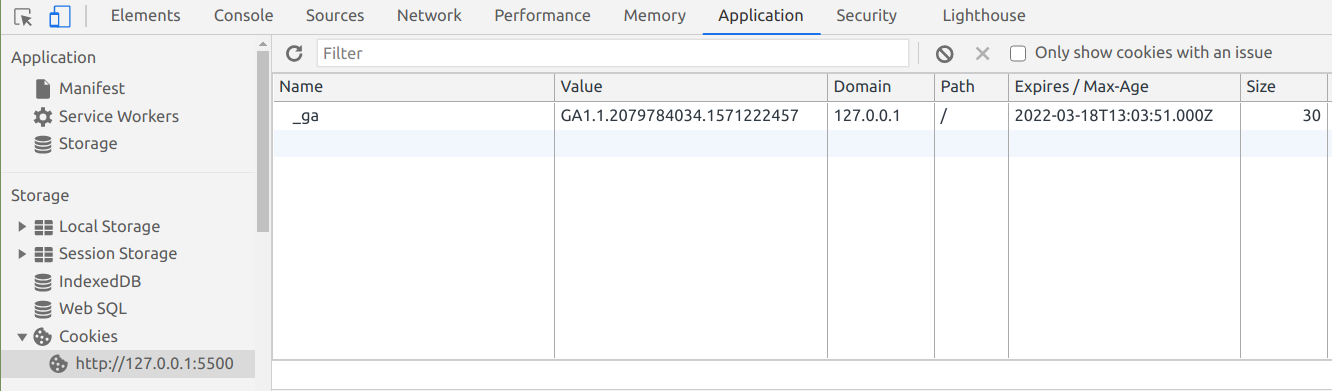 Elements Console Sources Network Performance Memory Application Security Lighthouse
Application
Manifest
Service Workers
Storage
Storage
Local Storage
Session Storage
IndexedDB
Web SQL
Cookies
http://127.0.0.1:5500
Filter Only show cookies with an issue
Name Value Domain Path Expires / Max-Age Size
_ga GA1.1.2079784034.1571222457 127.0.0.1 / 2022-03-18T13:03:51.000Z 30